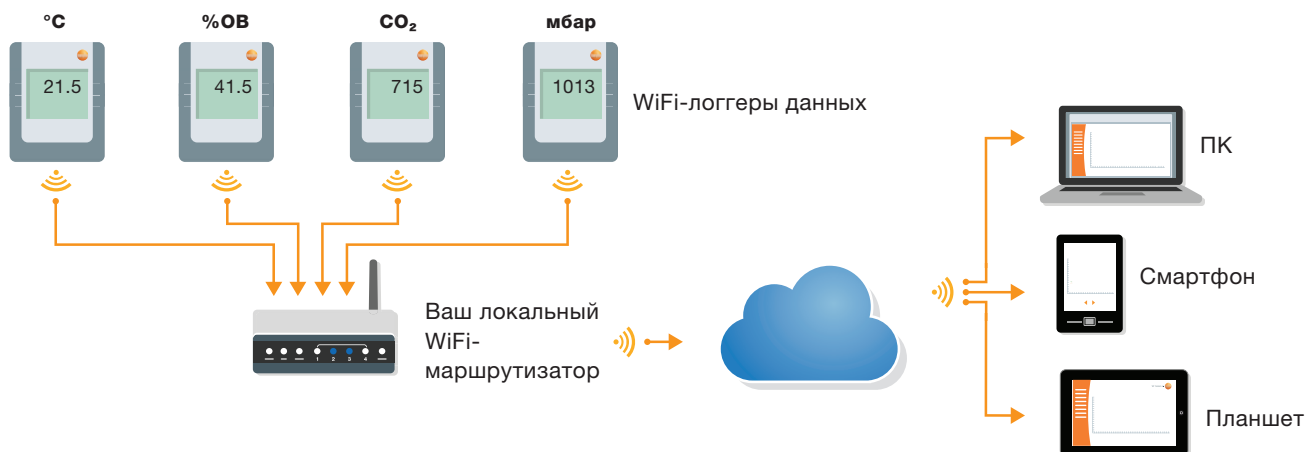 °C %ОВ CO₂ мбар
21.5 41.5 715 1013
WiFi-логгеры данных
ПК
Смартфон
Ваш локальный
WiFi-
маршрутизатор
1 2 3 4
Планшет